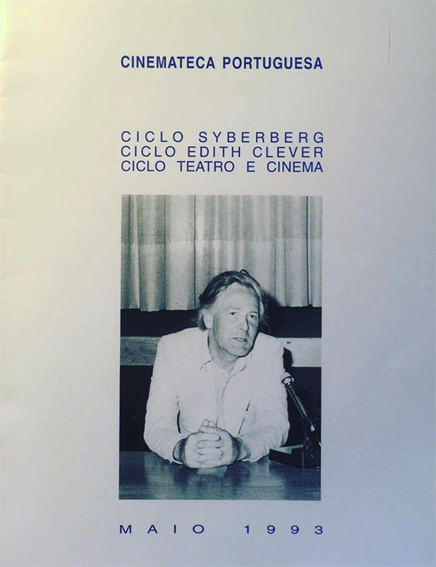 CINEMATECA PORTUGUESA
CICLO SYBERBERG
CICLO EDITH CLEVER
CICLO TEATRO E CINEMA
MAIO 1993